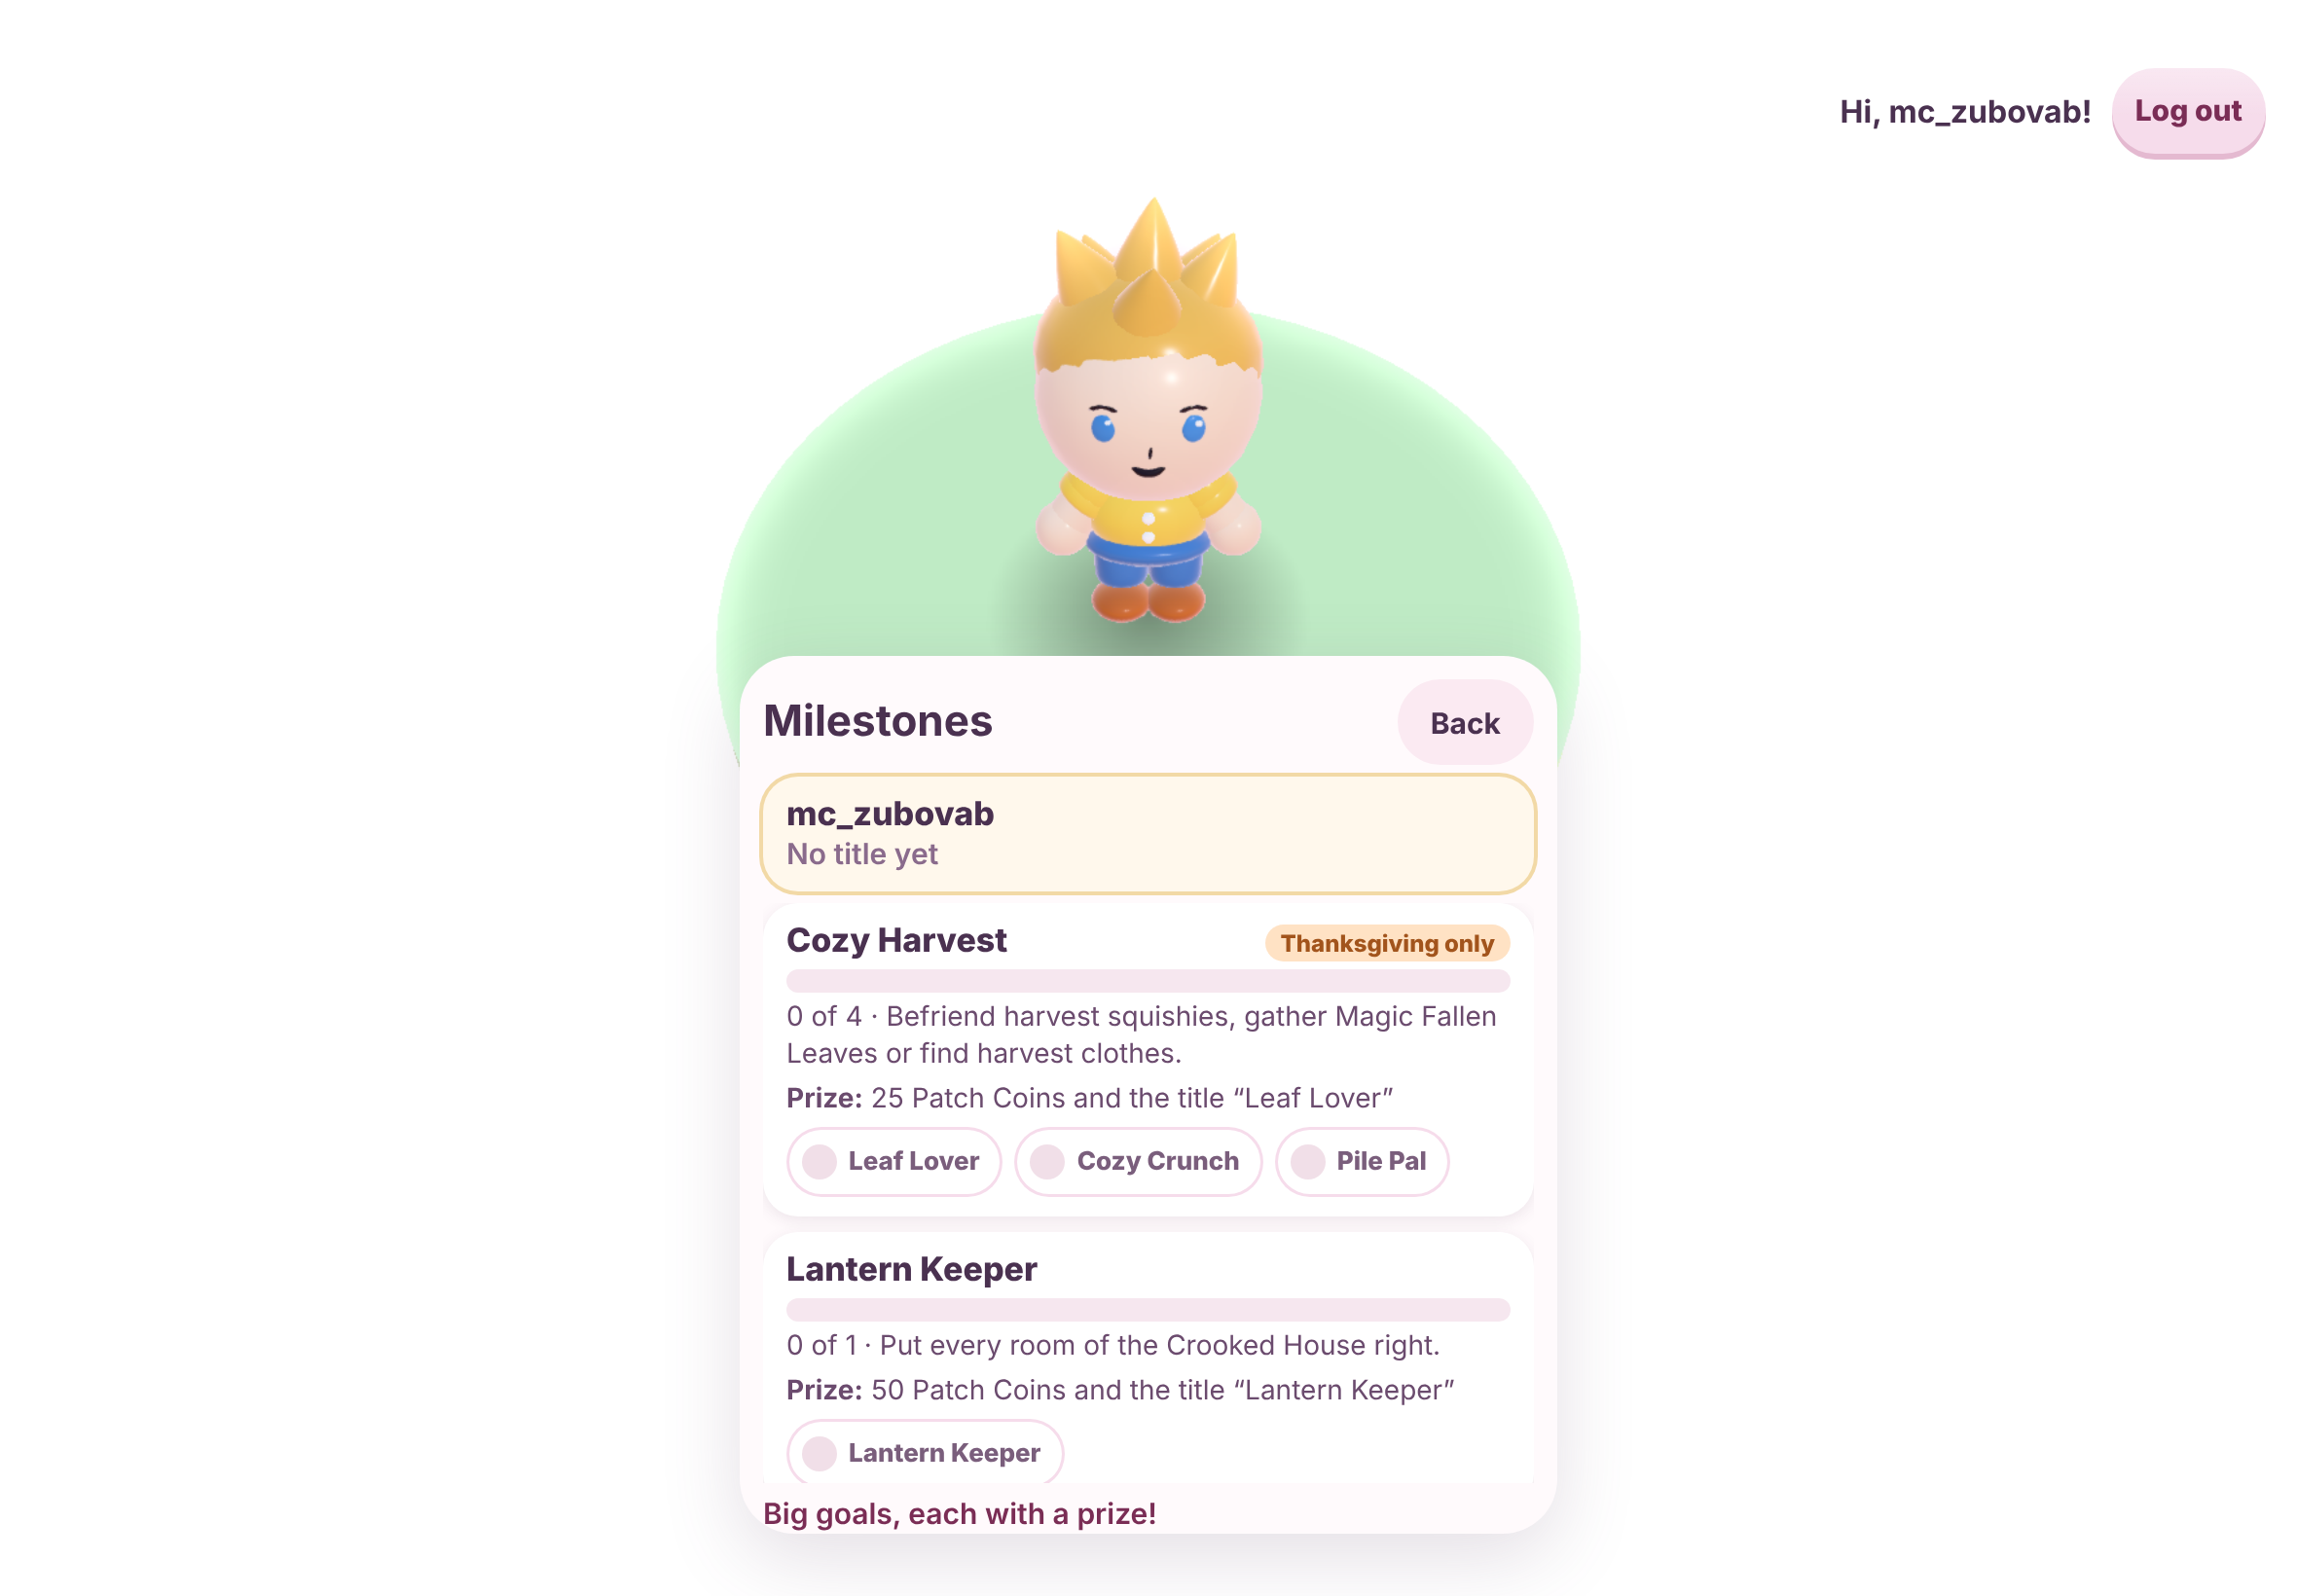 Hi, mc_zubovab!
Log out
Milestones
Back
mc_zubovab
No title yet
Cozy Harvest
Thanksgiving only
0 of 4 · Befriend harvest squishies, gather Magic Fallen
Leaves or find harvest clothes.
Prize: 25 Patch Coins and the title “Leaf Lover”
Leaf Lover
Cozy Crunch
Pile Pal
Lantern Keeper
0 of 1 · Put every room of the Crooked House right.
Prize: 50 Patch Coins and the title “Lantern Keeper”
Lantern Keeper
Big goals, each with a prize!